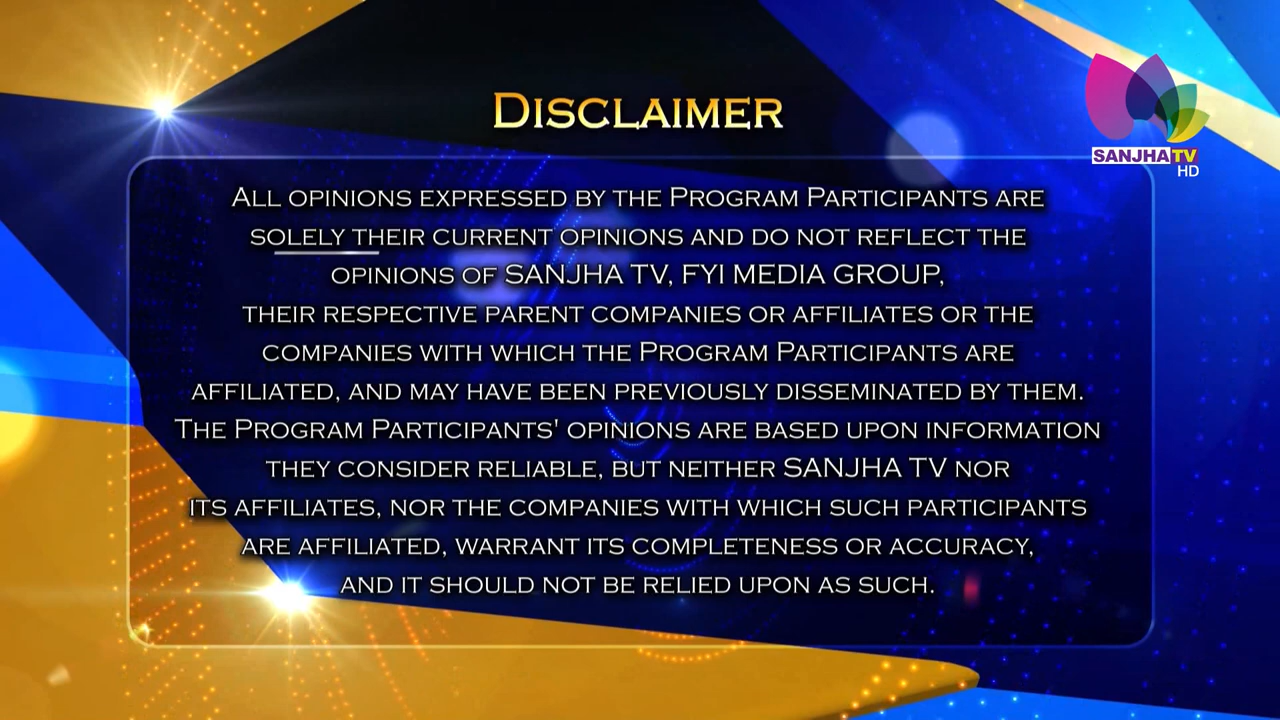 DISCLAIMER
SANJHA TV
HD
ALL OPINIONS EXPRESSED BY THE PROGRAM PARTICIPANTS ARE
SOLELY THEIR CURRENT OPINIONS AND DO NOT REFLECT THE
OPINIONS OF SANJHA TV, FYI MEDIA GROUP,
THEIR RESPECTIVE PARENT COMPANIES OR AFFILIATES OR THE
COMPANIES WITH WHICH THE PROGRAM PARTICIPANTS ARE
AFFILIATED, AND MAY HAVE BEEN PREVIOUSLY DISSEMINATED BY THEM.
THE PROGRAM PARTICIPANTS' OPINIONS ARE BASED UPON INFORMATION
THEY CONSIDER RELIABLE, BUT NEITHER SANJHA TV NOR
ITS AFFILIATES, NOR THE COMPANIES WITH WHICH SUCH PARTICIPANTS
ARE AFFILIATED, WARRANT ITS COMPLETENESS OR ACCURACY,
AND IT SHOULD NOT BE RELIED UPON AS SUCH.